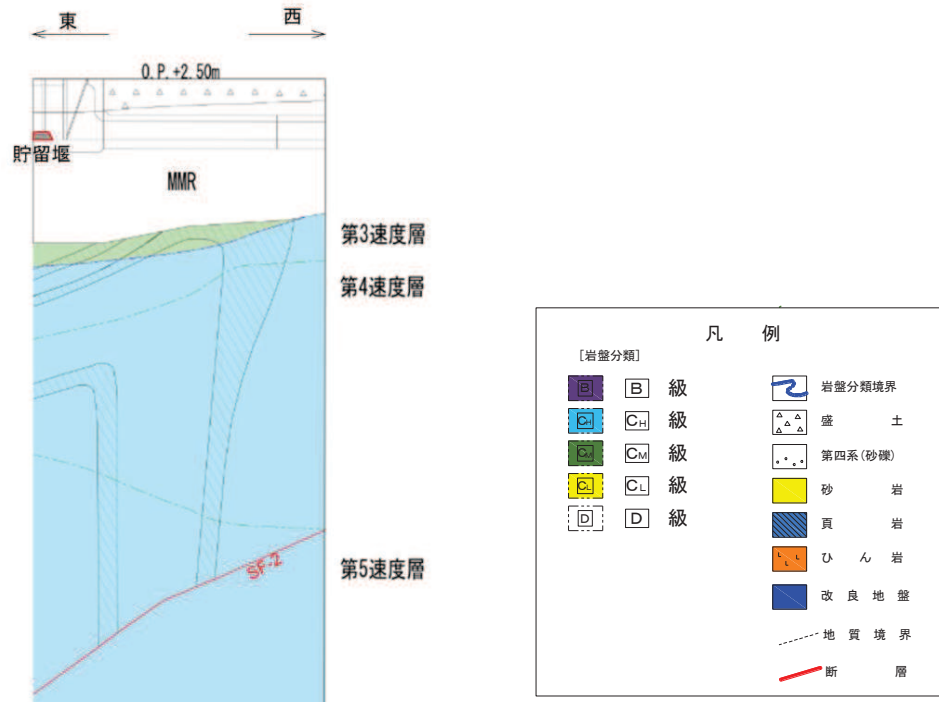 東
西
O.P.+2.50m
貯留堰
MMR
第3速度層
第4速度層
SF-2
第5速度層
凡 例
[岩盤分類]
B B 級
CH CH 級
CM CM 級
CL CL 級
D D 級
岩盤分類境界
盛 土
第四系(砂礫)
砂 岩
頁 岩
ひ ん 岩
改 良 地 盤
地 質 境 界
断 層